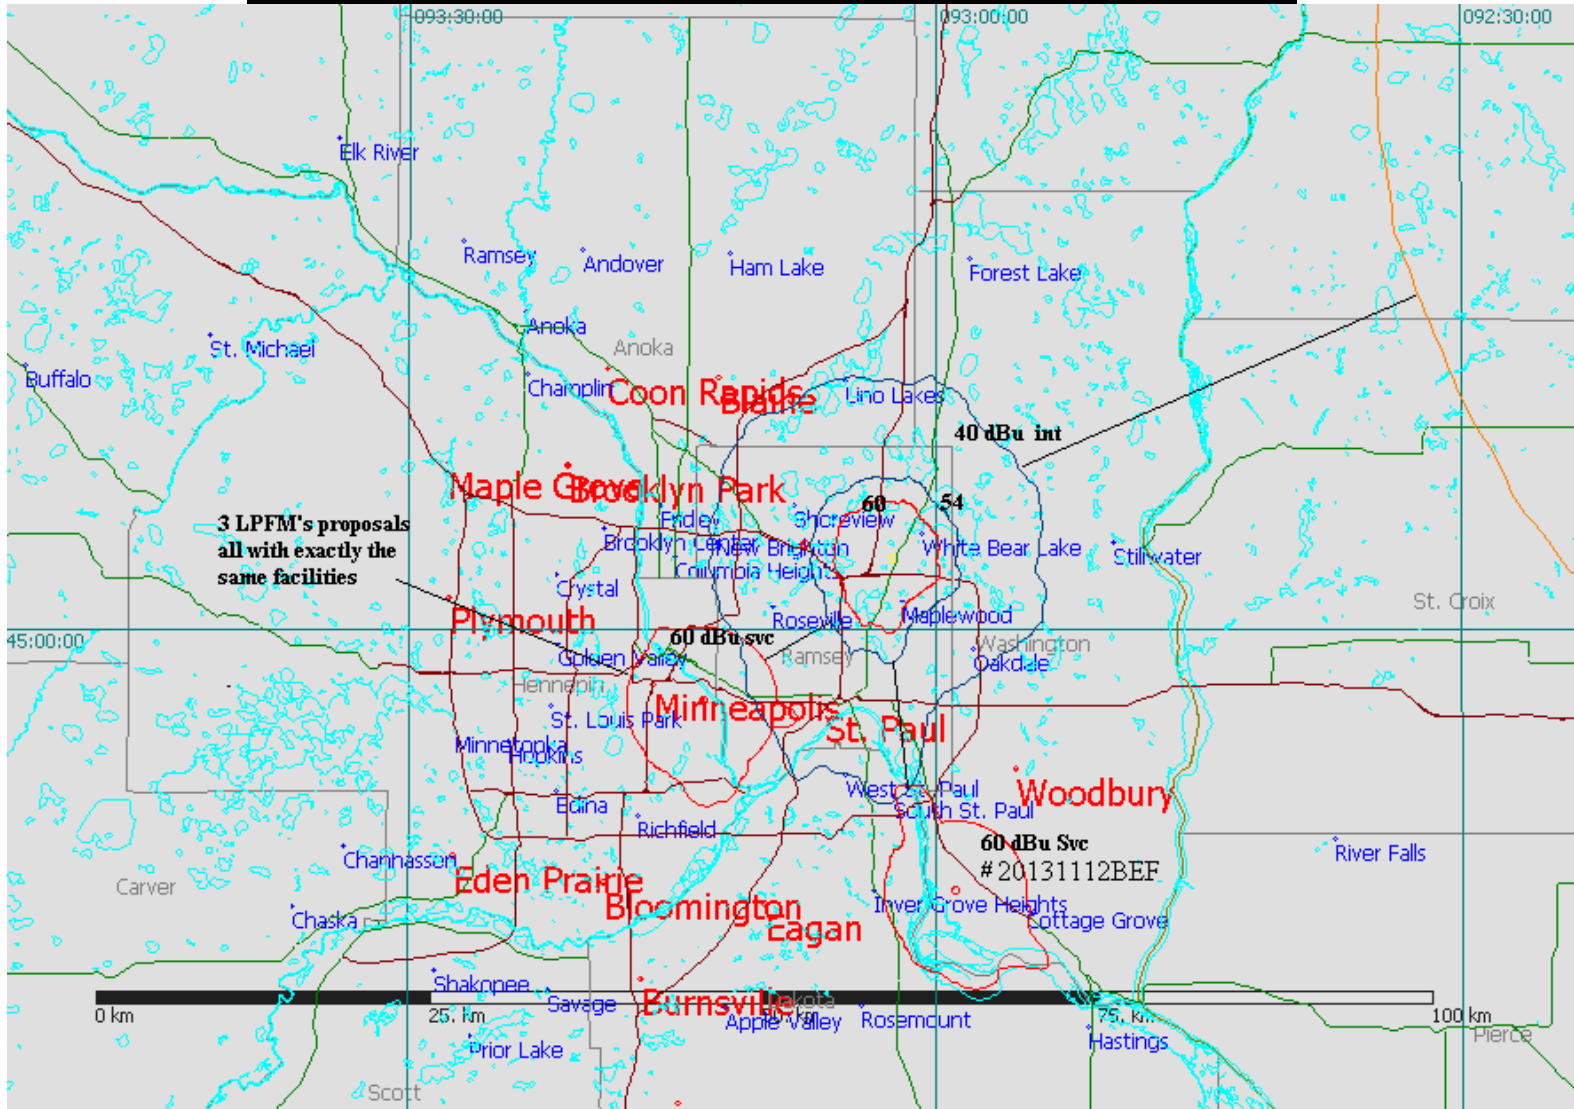 093:30:00
093:00:00
092:30:00
Elk River
Ramsey
Andover
Ham Lake
Forest Lake
Anoka
St. Michael
Anoka
Buffalo
Champlin
Coon Rapids
Blaine
Lino Lakes
40 dBu int
Maple Grove
Brooklyn Park
60
54
3 LPFM's proposals
all with exactly the
same facilities
Fridley
Shoreview
Brooklyn Center
New Brighton
White Bear Lake
Stillwater
Columbia Heights
Crystal
St. Croix
Plymouth
Roseville
Maplewood
45:00:00
60 dBu svc
Washington
Golden Valley
Ramsey
Oakdale
Hennepin
Minneapolis
St. Louis Park
St. Paul
Minnetonka
Hopkins
West St. Paul
Woodbury
Edina
South St. Paul
Richfield
60 dBu Svc
#20131112BEF
River Falls
Chanhassen
Eden Prairie
Carver
Bloomington
Inver Grove Heights
Chaska
Eagan
Cottage Grove
Shakopee
Savage
Burnsville
0 km
25. km
75. km
100 km
Apple Valley
Rosemount
Hastings
Pierce
Prior Lake
Scott